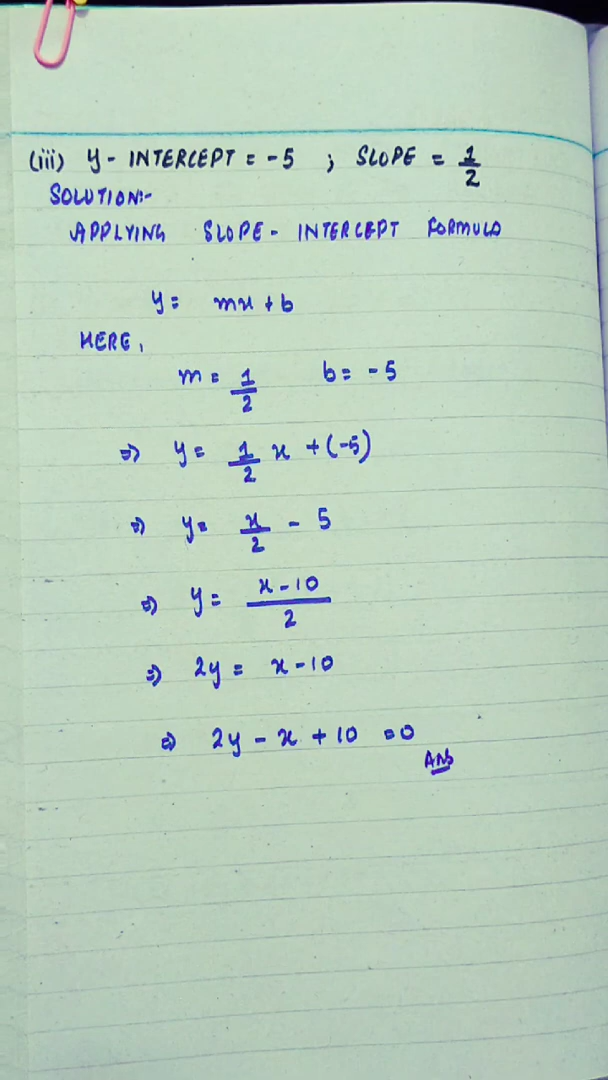 (iii) y - INTERCEPT = -5 ; SLOPE = 1/2
SOLUTION:-
APPLYING SLOPE - INTERCEPT FORMULA
y = mx + b
HERE,
m = 1/2 b = -5
⇒ y = 1/2 x + (-5)
⇒ y = x/2 - 5
⇒ y = x-10/2
⇒ 2y = x-10
⇒ 2y - x + 10 = 0
ANS